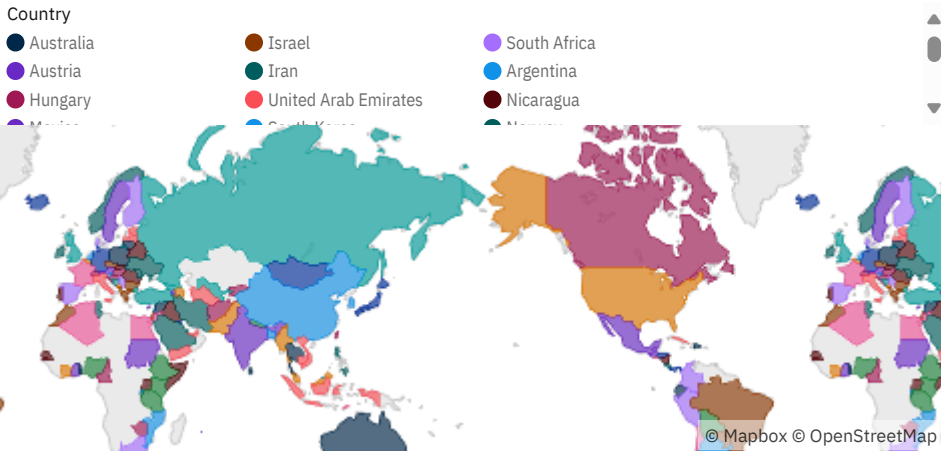 Country
Australia Israel South Africa
Austria Iran Argentina
Hungary United Arab Emirates Nicaragua
© Mapbox © OpenStreetMap